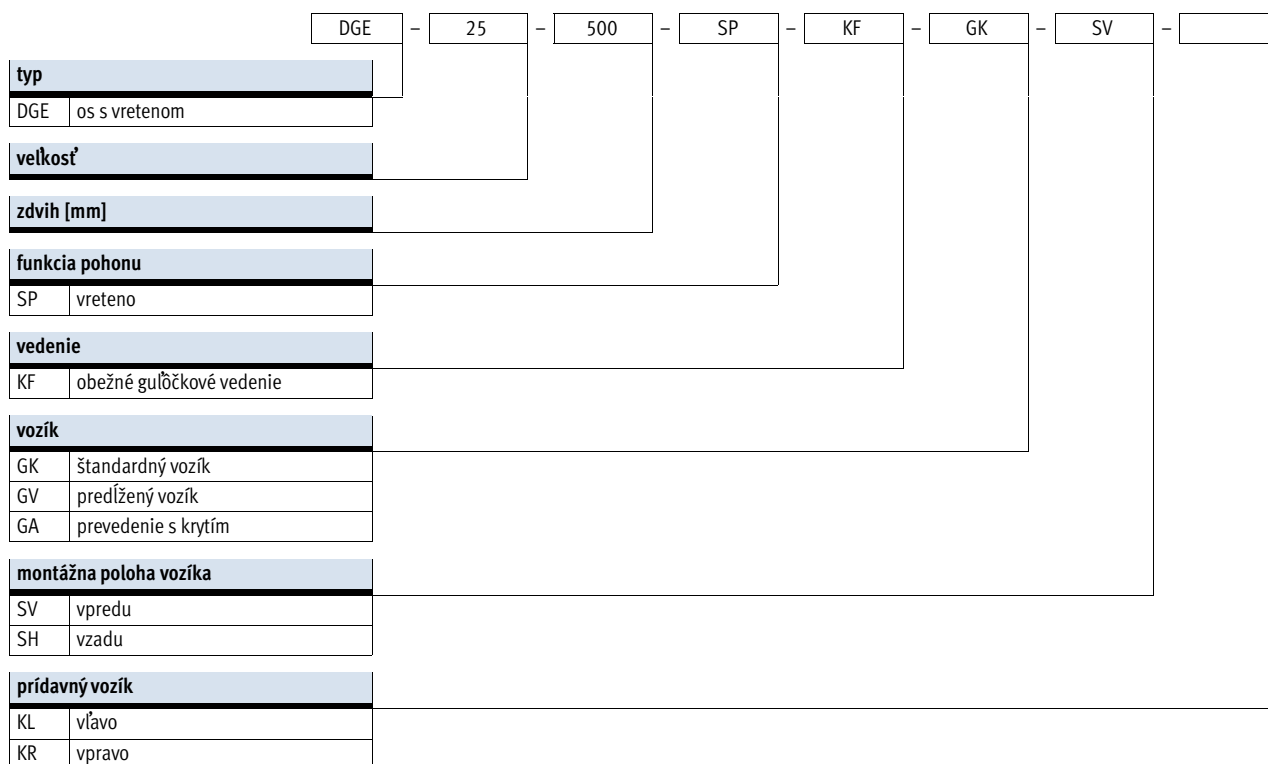 DGE – 25 – 500 – SP – KF – GK – SV –
typ
DGE os s vretenom
veľkosť
zdvih [mm]
funkcia pohonu
SP vreteno
vedenie
KF obežné guľôčkové vedenie
vozík
GK štandardný vozík
GV predĺžený vozík
GA prevedenie s krytím
montážna poloha vozíka
SV vpredu
SH vzadu
prídavný vozík
KL vľavo
KR vpravo